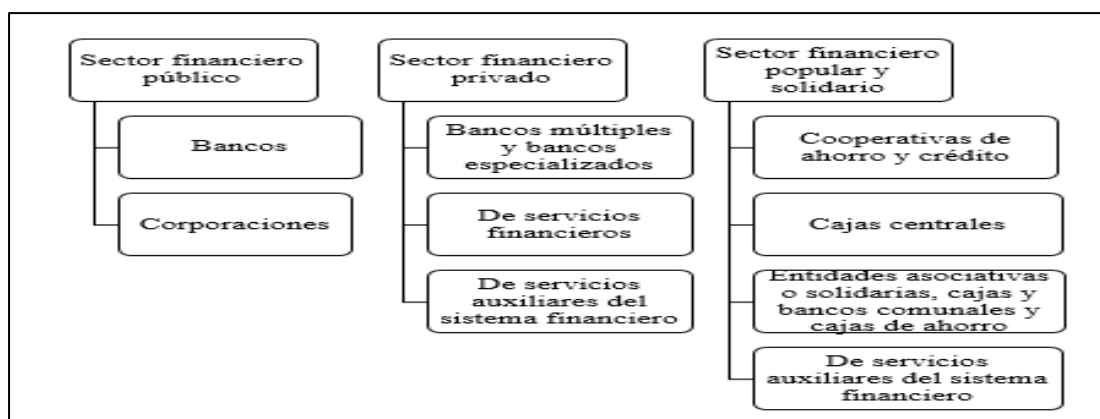 Sector financiero
público
Bancos
Corporaciones
Sector financiero
privado
Bancos múltiples
y bancos
especializados
De servicios
financieros
De servicios
auxiliares del
sistema financiero
Sector financiero
popular y
solidario
Cooperativas de
ahorro y crédito
Cajas centrales
Entidades asociativas
o solidarias, cajas y
bancos comunales y
cajas de ahorro
De servicios
auxiliares del sistema
financiero